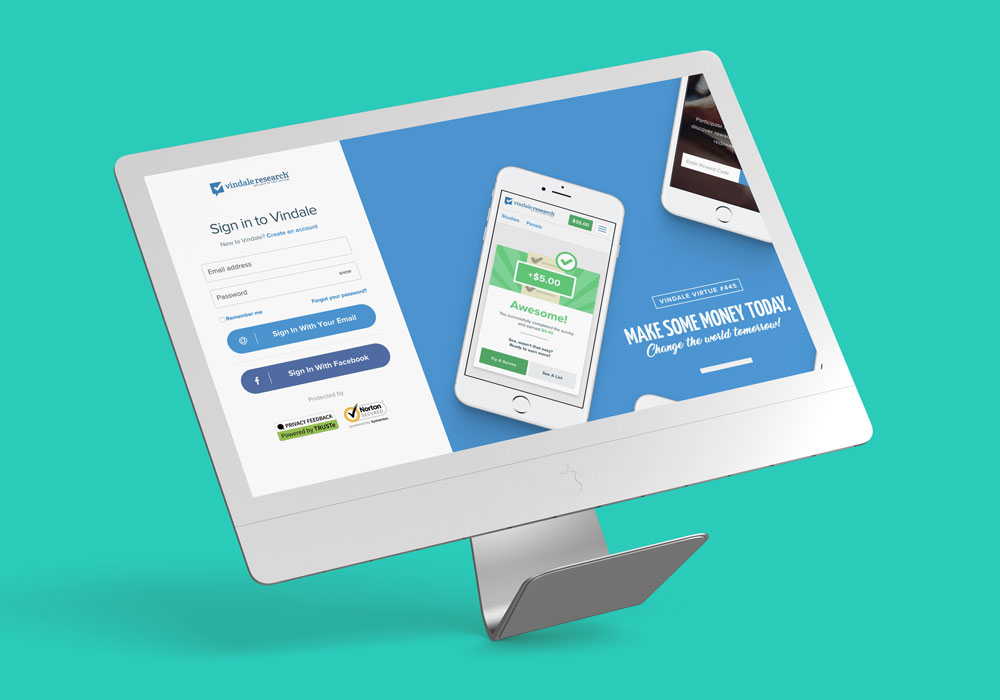 vindale research
Sign in to Vindale
New to Vindale? Create an account
Email address
Password
SHOW
Forgot your password?
Remember me
@
Sign In With Your Email
f
Sign In With Facebook
Protected by
PRIVACY FEEDBACK
Powered by TRUSTe
Norton
SECURED
powered by Symantec
vindale research
$55.00
Studies Panels
+$5.00
Awesome!
You successfully completed the survey
and earned $5.00.
See, wasn't that easy?
Ready to earn more?
Try A Survey
See A List
Participate
discover
Enter Reward Code!
VINDALE VIRTUE #445
MAKE SOME MONEY TODAY.
Change the world tomorrow!